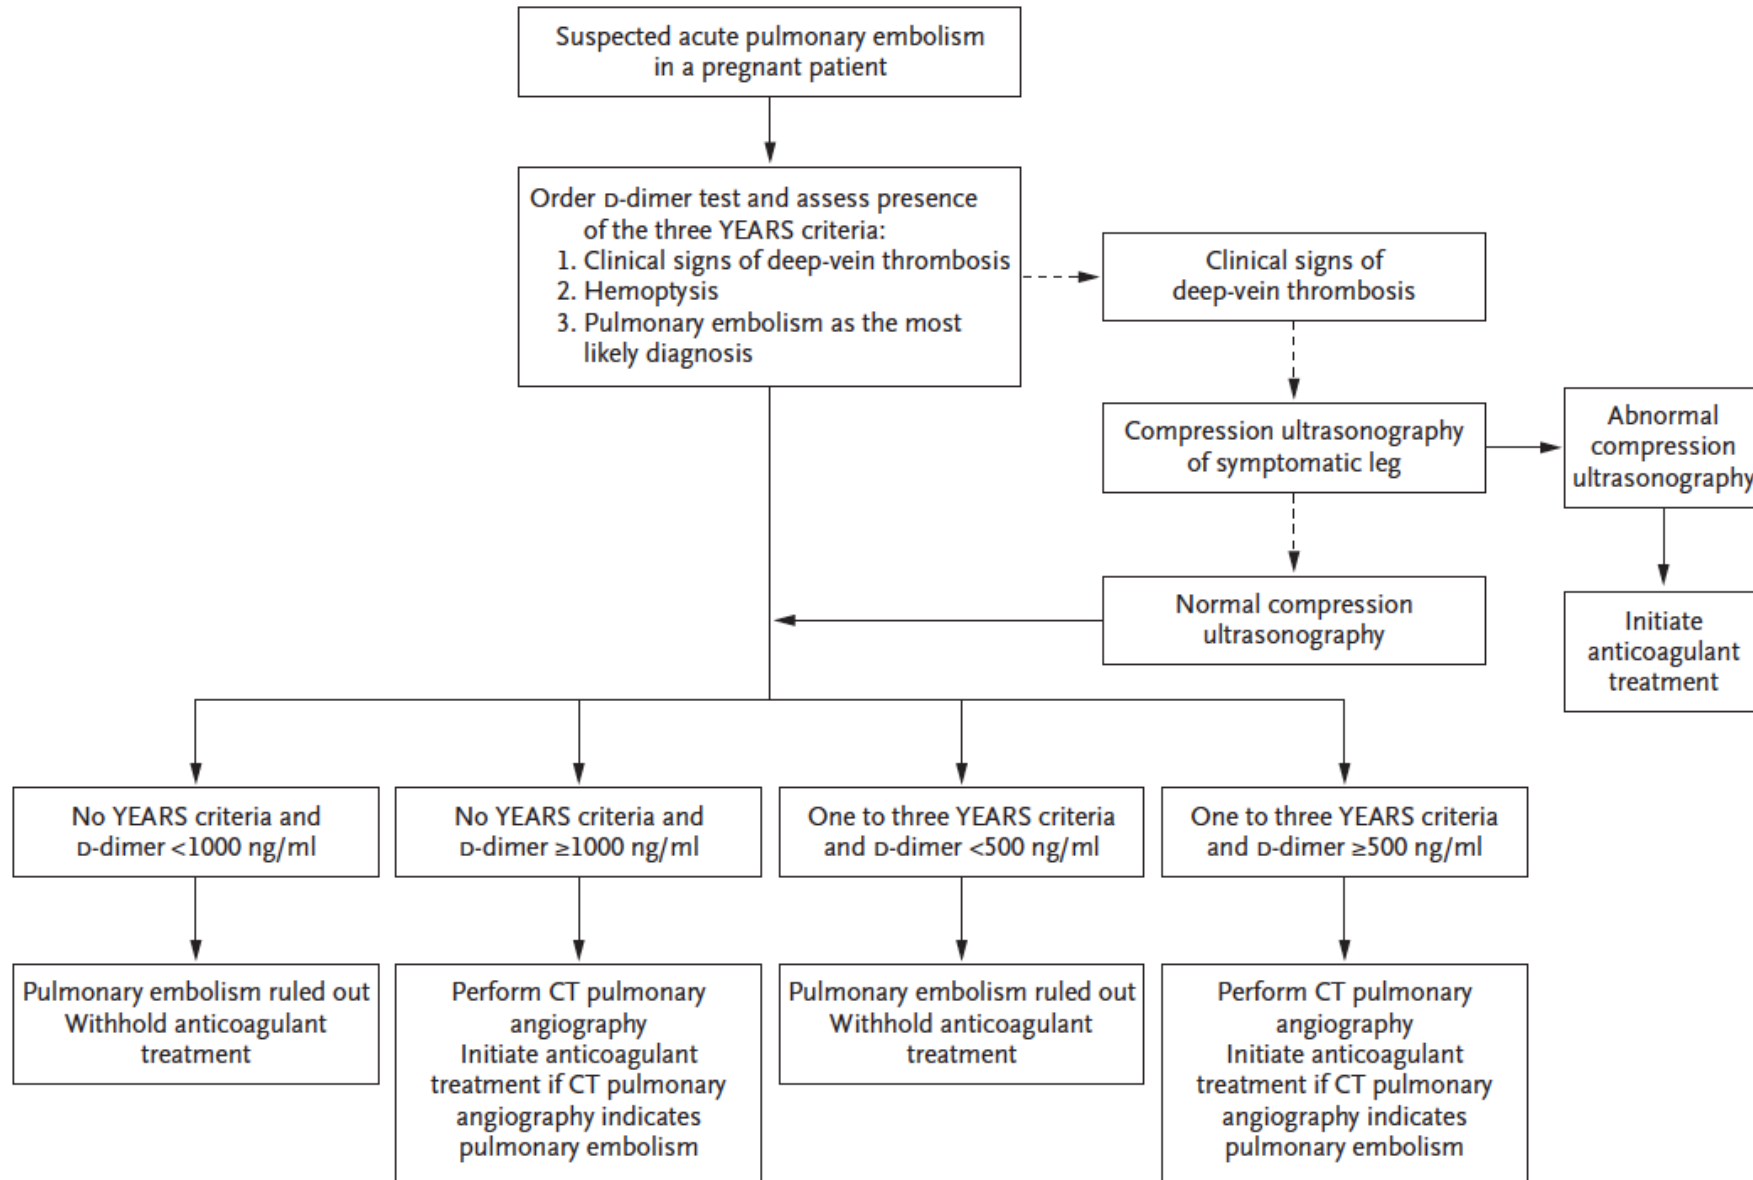 Suspected acute pulmonary embolism
in a pregnant patient
Order D-dimer test and assess presence
of the three YEARS criteria:
1. Clinical signs of deep-vein thrombosis
2. Hemoptysis
3. Pulmonary embolism as the most
likely diagnosis
Clinical signs of
deep-vein thrombosis
Compression ultrasonography
of symptomatic leg
Abnormal
compression
ultrasonography
Normal compression
ultrasonography
Initiate
anticoagulant
treatment
No YEARS criteria and
D-dimer <1000 ng/ml
No YEARS criteria and
D-dimer ≥1000 ng/ml
One to three YEARS criteria
and D-dimer <500 ng/ml
One to three YEARS criteria
and D-dimer ≥500 ng/ml
Pulmonary embolism ruled out
Withhold anticoagulant
treatment
Perform CT pulmonary
angiography
Initiate anticoagulant
treatment if CT pulmonary
angiography indicates
pulmonary embolism
Pulmonary embolism ruled out
Withhold anticoagulant
treatment
Perform CT pulmonary
angiography
Initiate anticoagulant
treatment if CT pulmonary
angiography indicates
pulmonary embolism